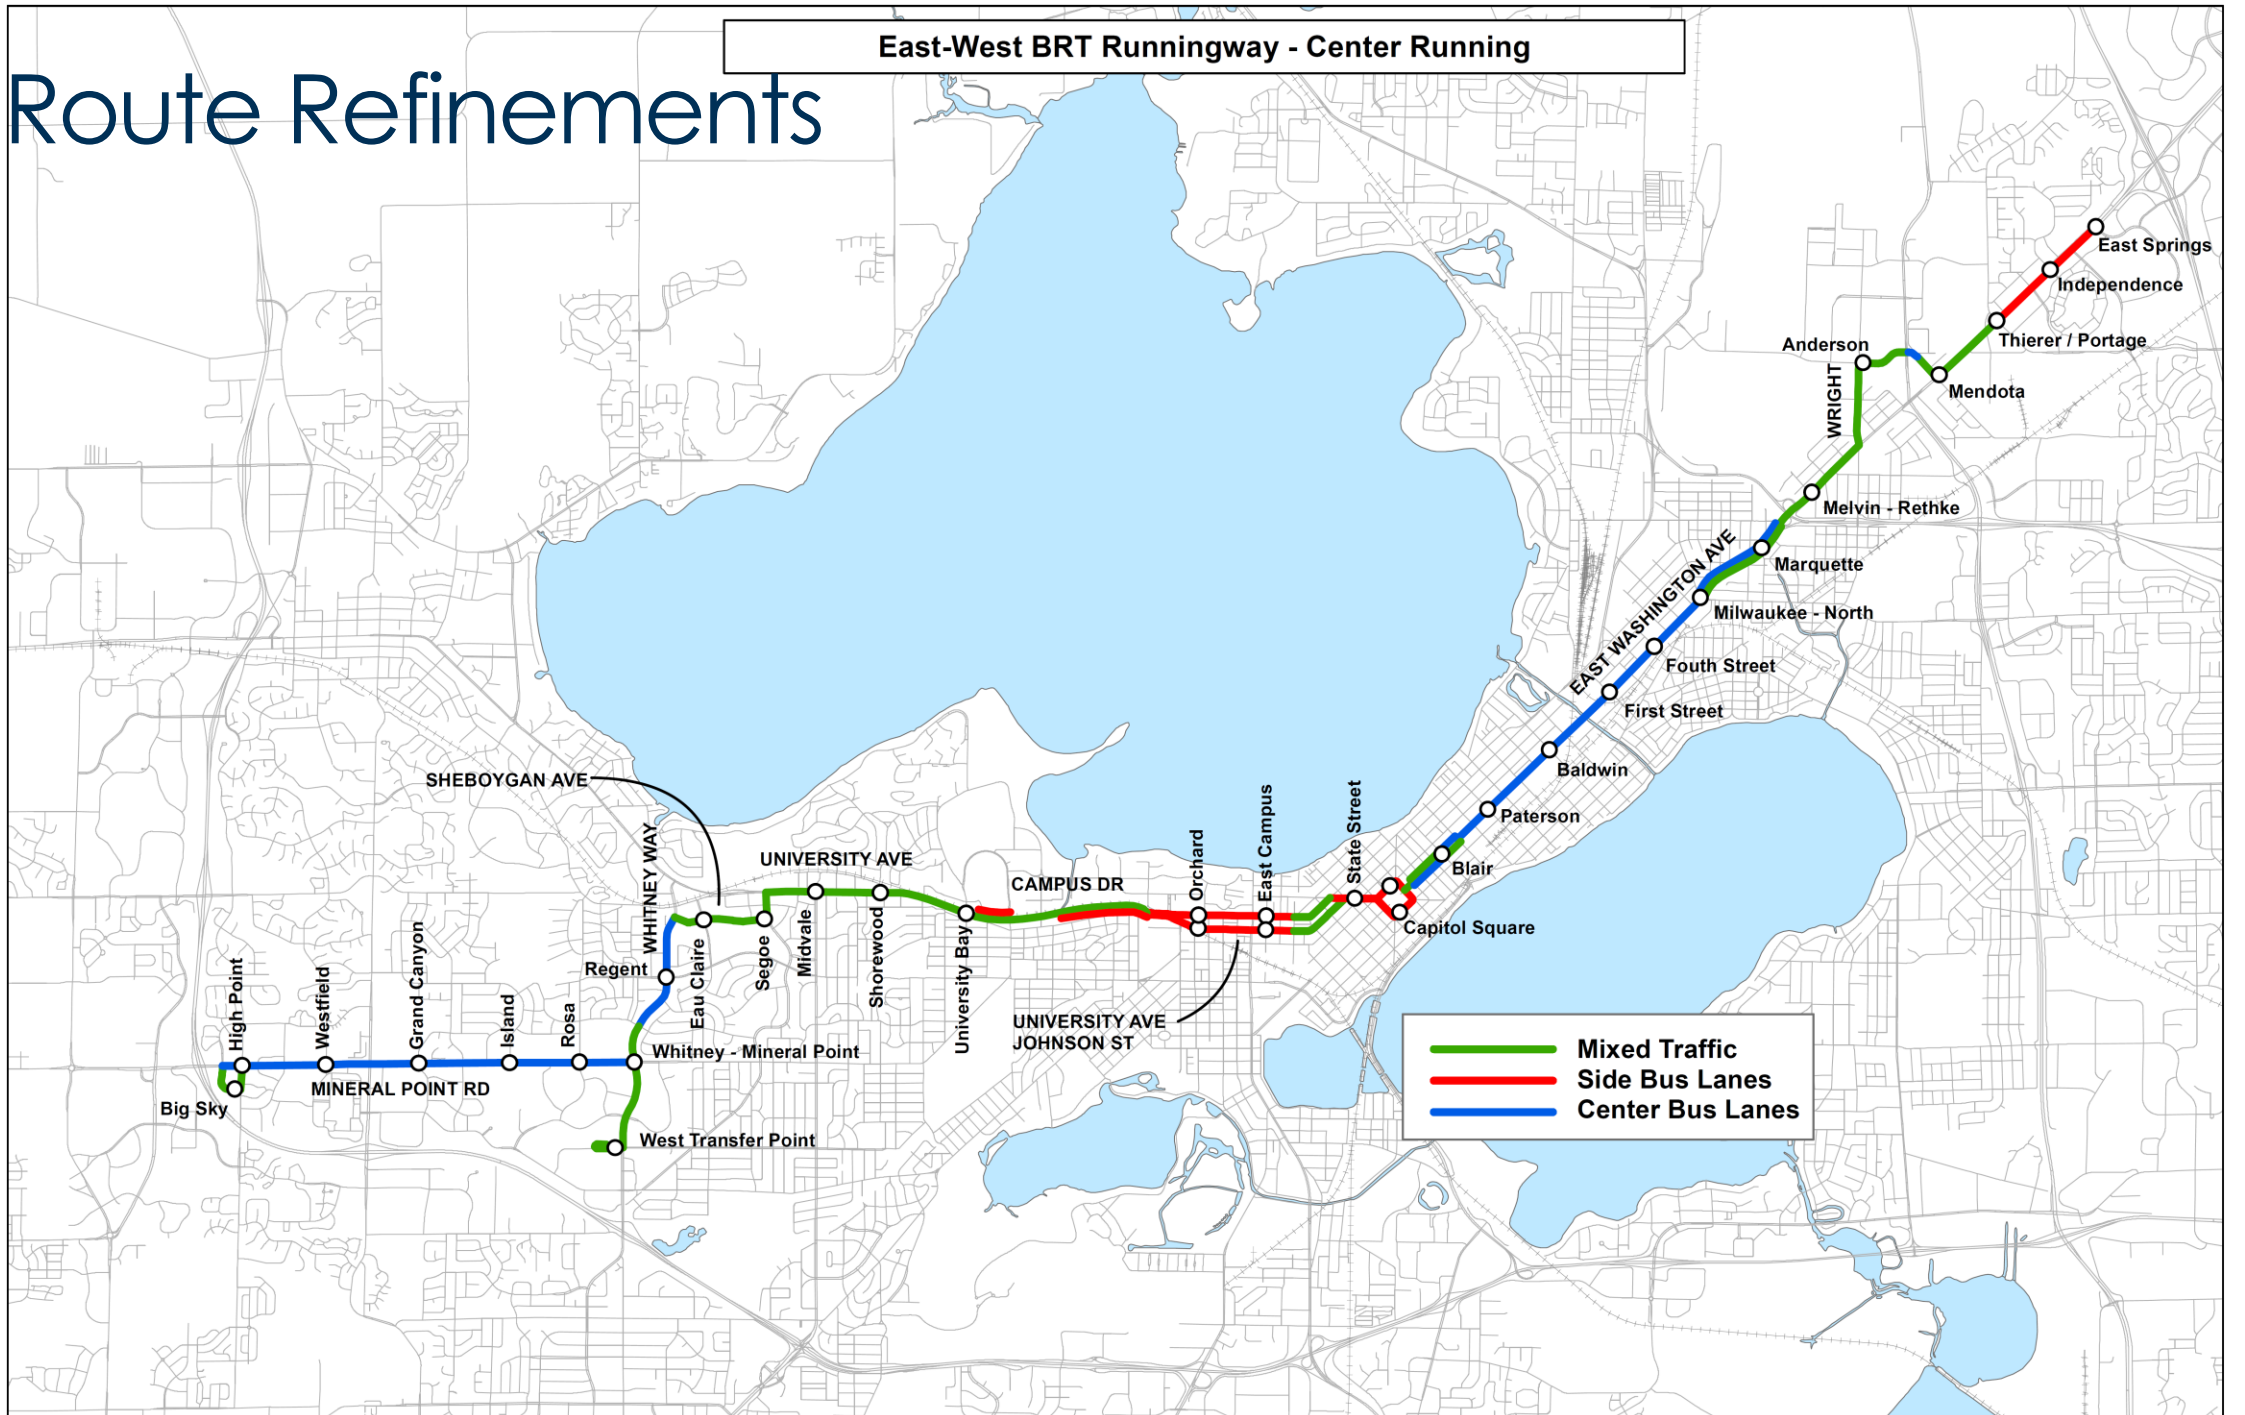 East-West BRT Runningway - Center Running
Route Refinements
East Springs
Independence
Thierer / Portage
Anderson
Mendota
WRIGHT
Melvin - Rethke
Marquette
EAST WASHINGTON AVE
Milwaukee - North
Fouth Street
First Street
Baldwin
Paterson
Blair
State Street
Capitol Square
East Campus
Orchard
CAMPUS DR
UNIVERSITY AVE
JOHNSON ST
University Bay
Shorewood
Midvale
UNIVERSITY AVE
SHEBOYGAN AVE
Segoe
Eau Claire
WHITNEY WAY
Regent
Whitney - Mineral Point
West Transfer Point
Rosa
Island
Grand Canyon
Westfield
High Point
MINERAL POINT RD
Big Sky
Mixed Traffic
Side Bus Lanes
Center Bus Lanes